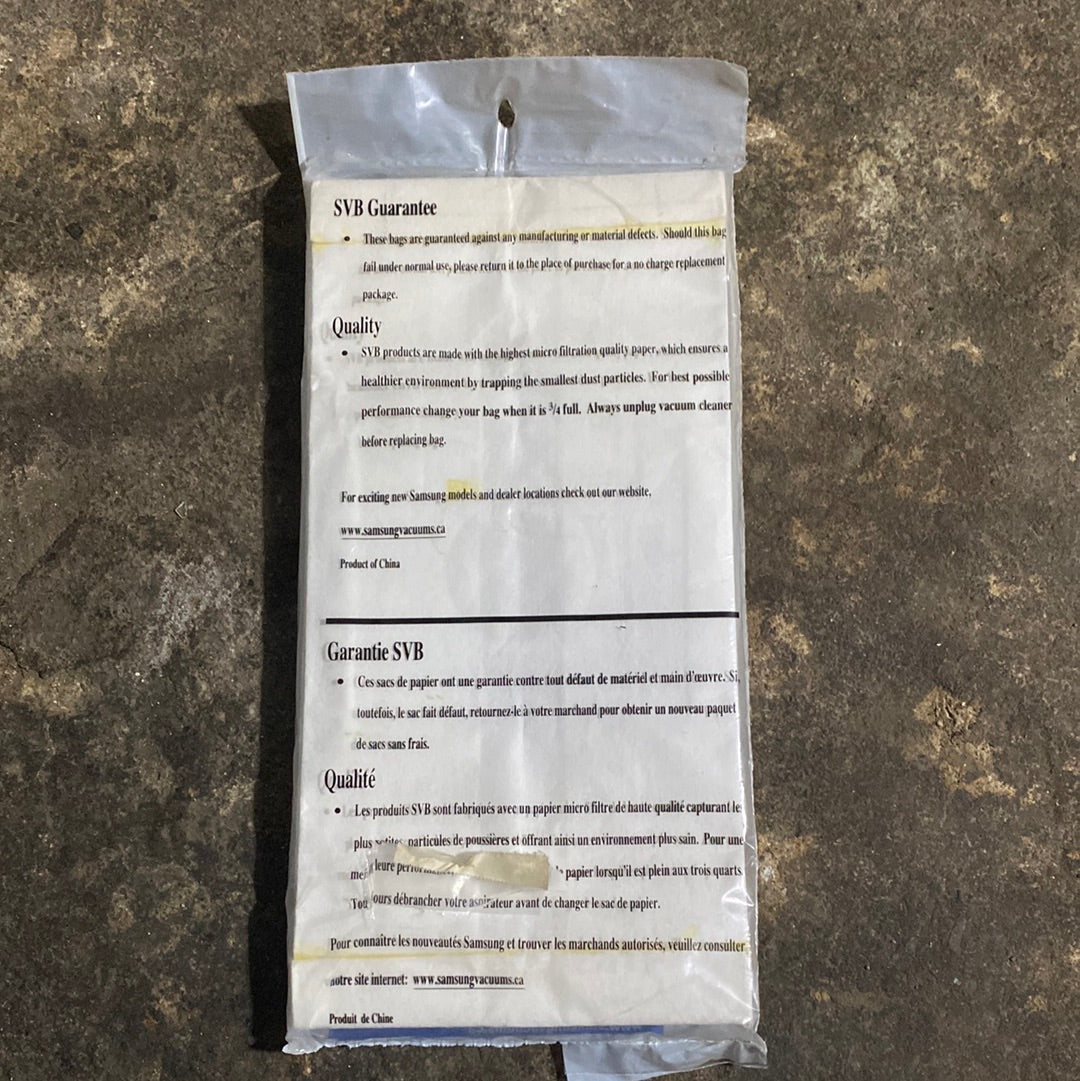 SVB Guarantee
• These bags are guaranteed against any manufacturing or material defects. Should this bag
fail under normal use, please return it to the place of purchase for a no charge replacement
package.
Quality
• SVB products are made with the highest micro filtration quality paper, which ensures a
healthier environment by trapping the smallest dust particles. For best possible
performance change your bag when it is ¾ full. Always unplug vacuum cleaner
before replacing bag.
For exciting new Samsung models and dealer locations check out our website.
www.samsungvacuums.ca
Product of China
Garantie SVB
• Ces sacs de papier ont une garantie contre tout défaut de matériel et main d'œuvre. Si,
toutefois, le sac fait défaut, retournez-le à votre marchand pour obtenir un nouveau paquet
de sacs sans frais.
Qualité
• Les produits SVB sont fabriqués avec un papier micro filtre de haute qualité capturant le
plus petites particules de poussières et offrant ainsi un environnement plus sain. Pour une
papier lorsqu'il est plein aux trois quarts
Toujours débrancher votre aspirateur avant de changer le sac de papier.
Pour connaître les nouveautés Samsung et trouver les marchands autorisés, veuillez consulter
notre site internet: www.samsungvacuums.ca
Produit de Chine